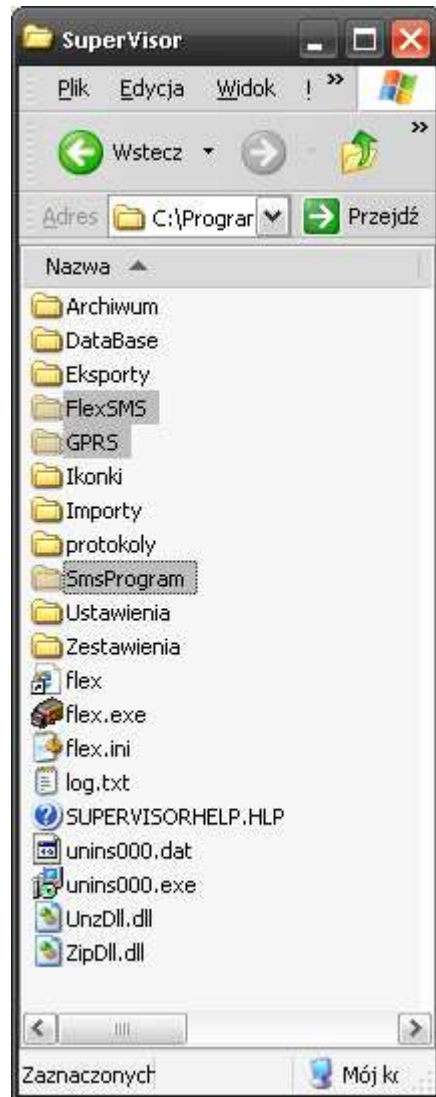 SuperVisor
Plik Edycja Widok ! »
Wstecz »
Adres C:\Prograr Przejdź
Nazwa
Archiwum
DataBase
Eksporty
FlexSMS
GPRS
Ikonki
Importy
protokoly
SmsProgram
Ustawienia
Zestawienia
flex
flex.exe
flex.ini
log.txt
SUPERVISORHELP.HLP
unins000.dat
unins000.exe
UnzDll.dll
ZipDll.dll
Zaznaczonych Mój kc